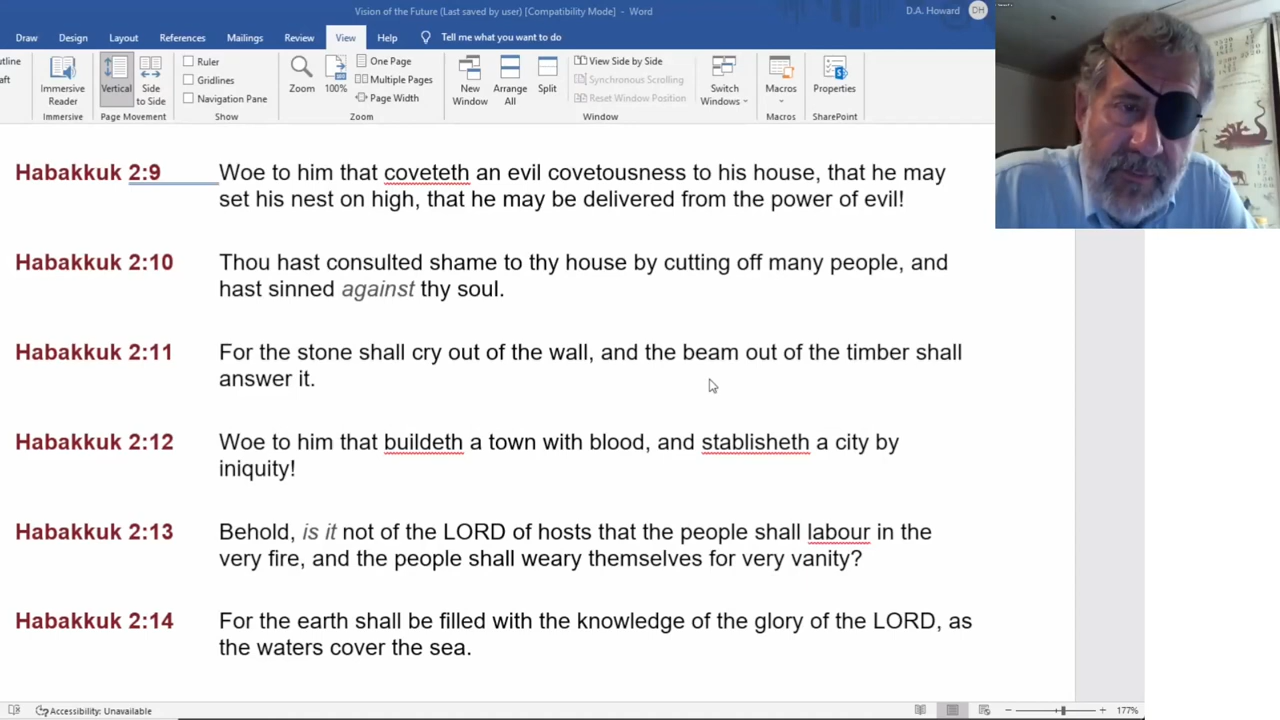 Vision of the Future (Last saved by user) [Compatibility Mode] - Word
D.A. Howard DH
Draw Design Layout References Mailings Review View Help Tell me what you want to do
Immersive Reader
Immersive
Vertical
Side to Side
Page Movement
Ruler
Gridlines
Navigation Pane
Show
Zoom
100%
One Page
Multiple Pages
Page Width
Zoom
New Window
Arrange All
Split
View Side by Side
Synchronous Scrolling
Reset Window Position
Switch Windows
Window
Macros
Macros
Properties
SharePoint
Habakkuk 2:9 Woe to him that coveteth an evil covetousness to his house, that he may
set his nest on high, that he may be delivered from the power of evil!
Habakkuk 2:10 Thou hast consulted shame to thy house by cutting off many people, and
hast sinned against thy soul.
Habakkuk 2:11 For the stone shall cry out of the wall, and the beam out of the timber shall
answer it.
Habakkuk 2:12 Woe to him that buildeth a town with blood, and stablisheth a city by
iniquity!
Habakkuk 2:13 Behold, is it not of the LORD of hosts that the people shall labour in the
very fire, and the people shall weary themselves for very vanity?
Habakkuk 2:14 For the earth shall be filled with the knowledge of the glory of the LORD, as
the waters cover the sea.
Accessibility: Unavailable
177%